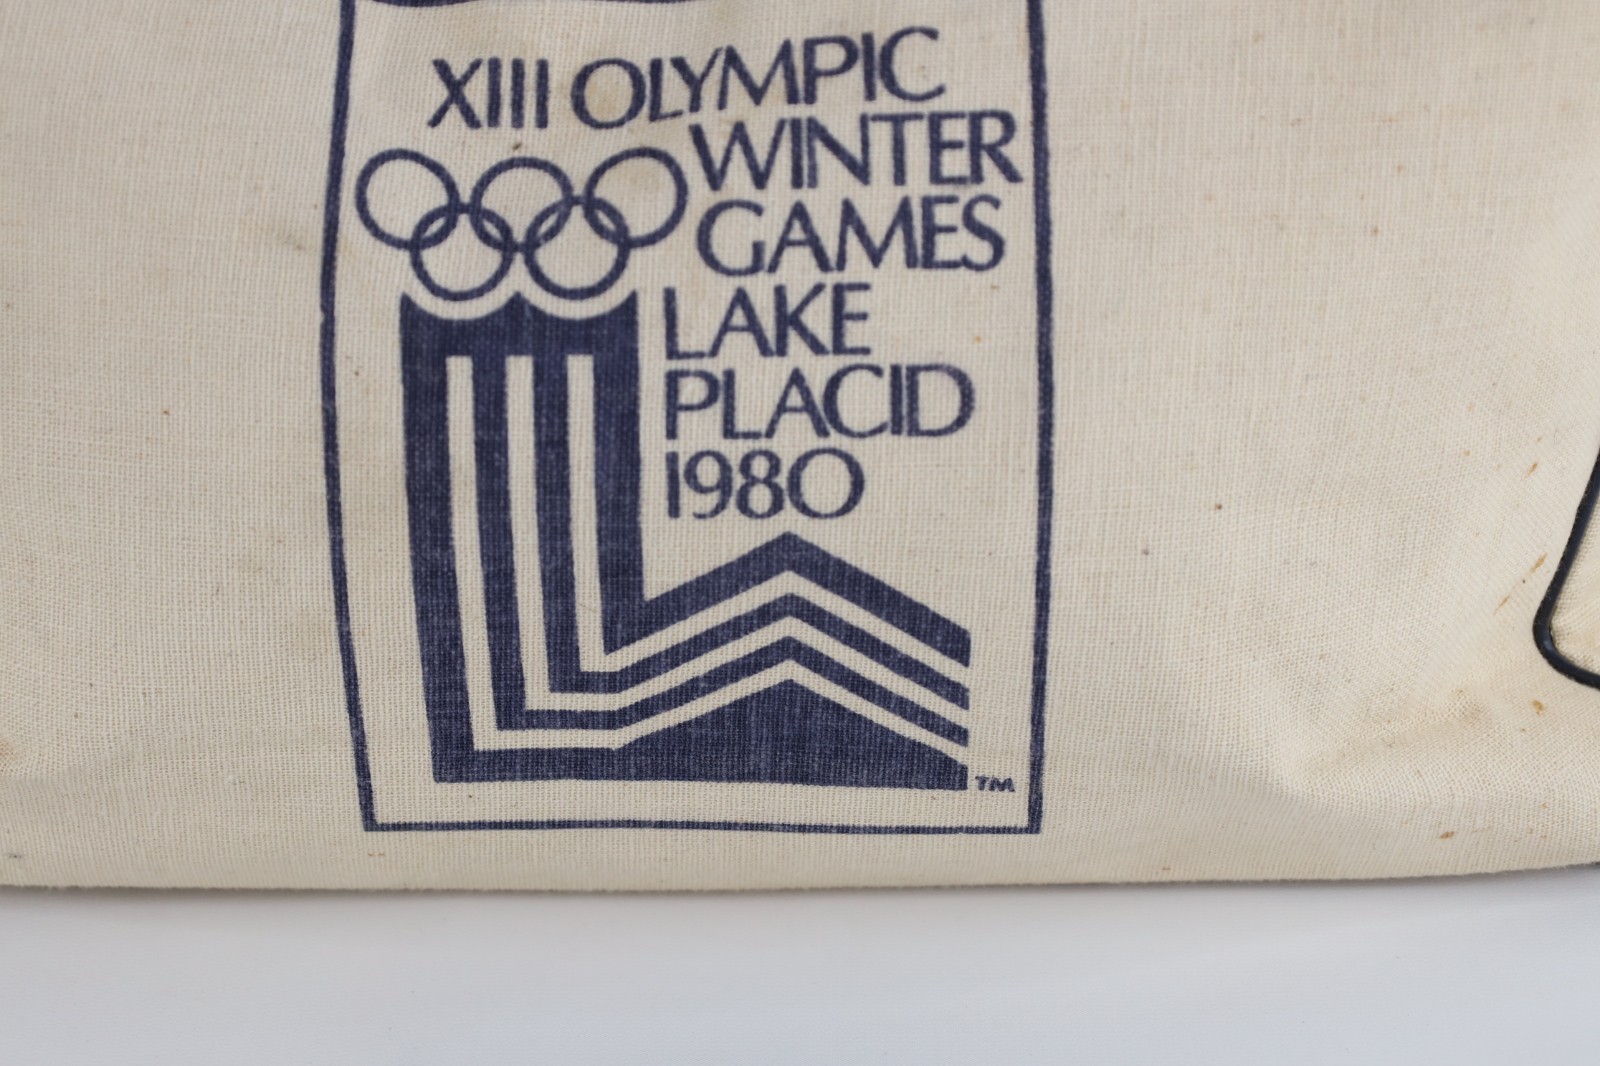 XIII OLYMPIC
WINTER
GAMES
LAKE
PLACID
1980
TM